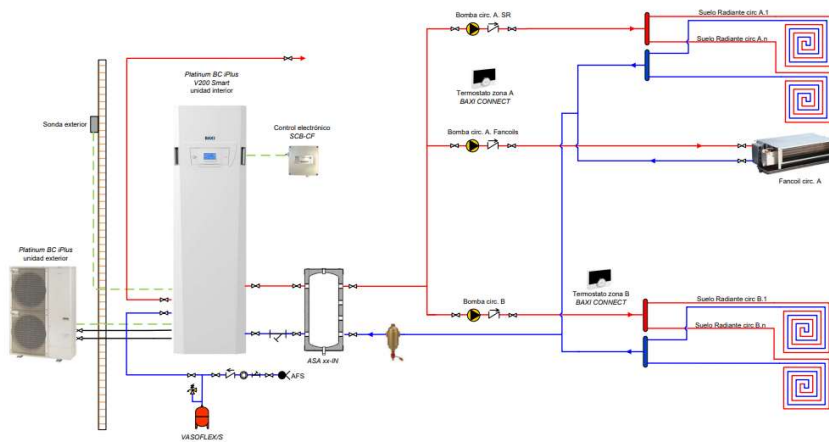 Bomba circ. A. SR
Suelo Radiante circ A.1
Suelo Radiante circ A.n
Platinum BC iPlus
V200 Smart
unidad interior
Termostato zona A
BAXI CONNECT
Sonda exterior
Control electrónico
SCB-CF
BAXI
Bomba circ. A. Fancoils
Fancoil circ. A
Platinum BC iPlus
unidad exterior
Termostato zona B
BAXI CONNECT
Bomba circ. B
Suelo Radiante circ B.1
Suelo Radiante circ B.n
ASA xx-IN
AFS
VASOFLEX/S